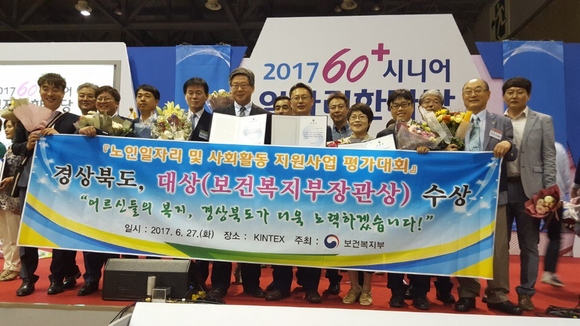 2017 60+ 시니어
『노인일자리 및 사회활동 지원사업 평가대회』
경상북도, 대상(보건복지부장관상) 수상
"어르신들의 복지, 경상북도가 더욱 노력하겠습니다!"
일시 : 2017. 6. 27.(화) 장소 : KINTEX 주최 : 보건복지부